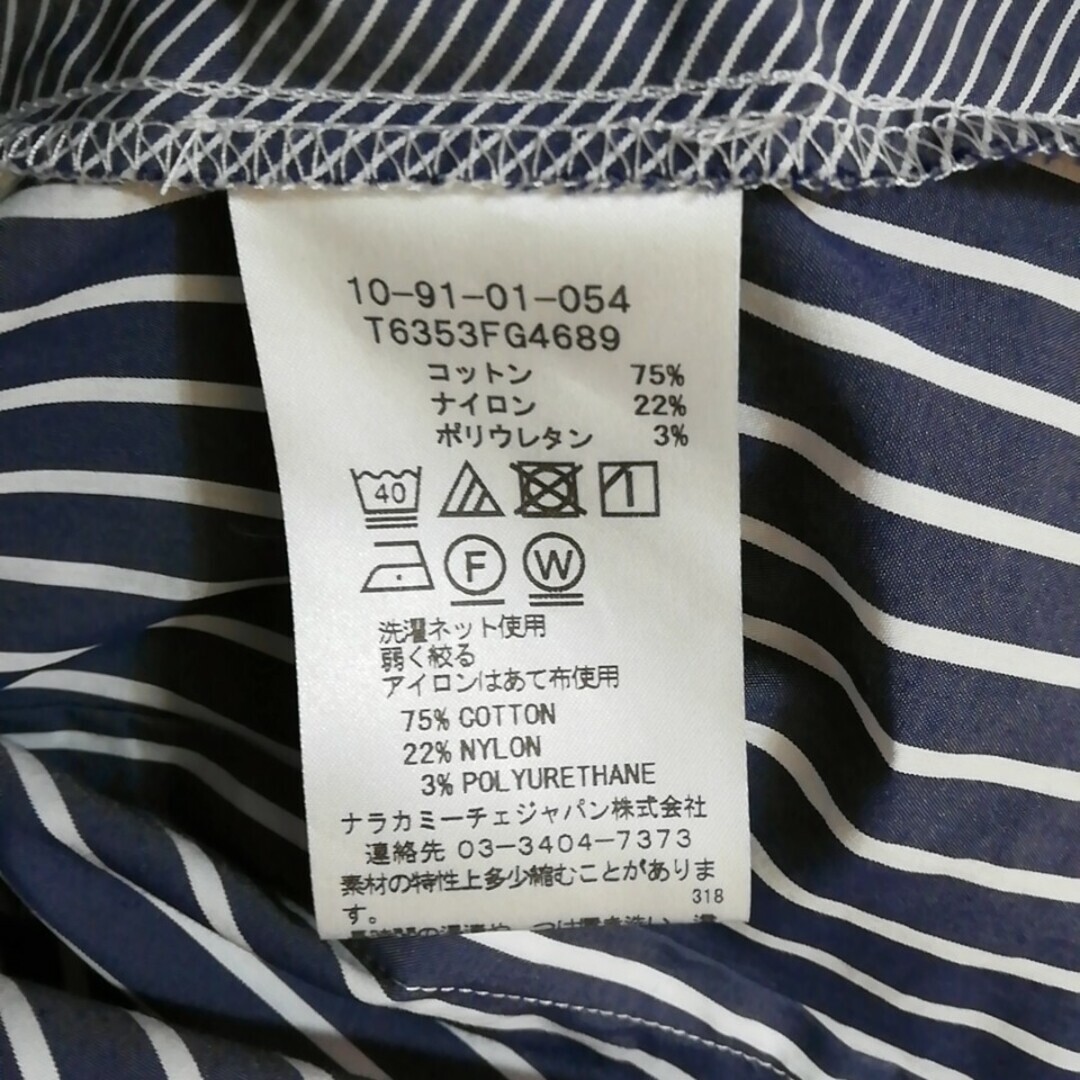 10-91-01-054
T6353FG4689
コットン 75%
ナイロン 22%
ポリウレタン 3%
40
F W
洗濯ネット使用
弱く絞る
アイロンはあて布使用
75% COTTON
22% NYLON
3% POLYURETHANE
ナラカミーチェジャパン株式会社
連絡先 03-3404-7373
素材の特性上多少縮むことがありま
す。
318